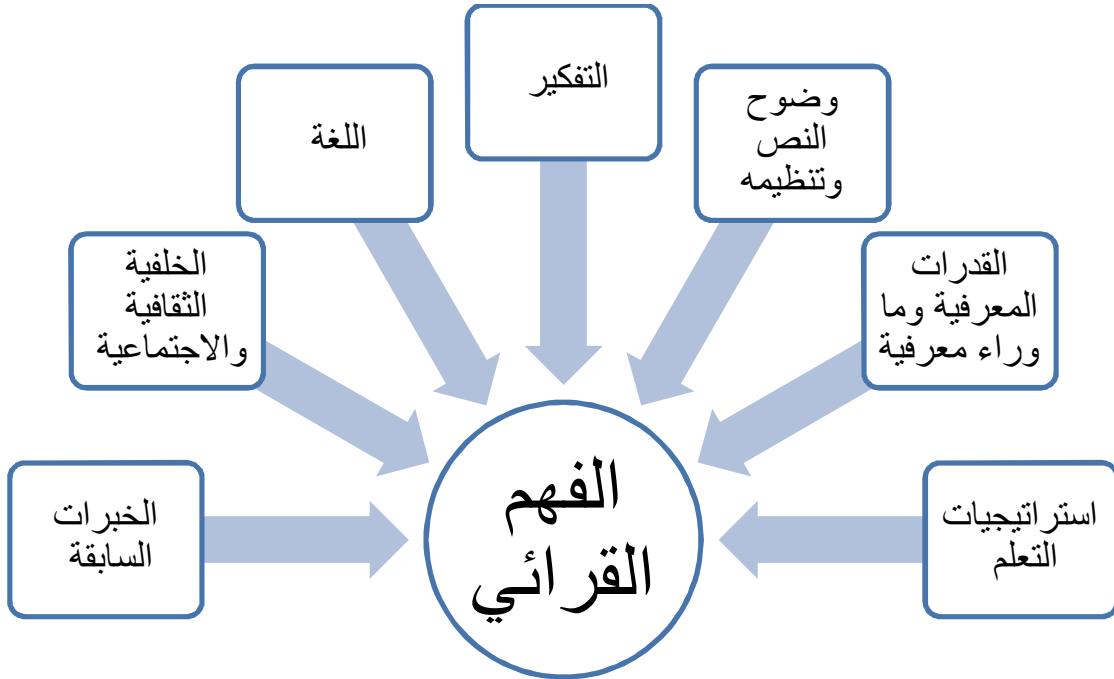 التفكير
وضوح
النص
وتنظيمه
اللغة
القدرات
المعرفية وما
وراء معرفية
الخلفية
الثقافية
والاجتماعية
استراتيجيات
التعلم
الخبرات
السابقة
الفهم
القرائي